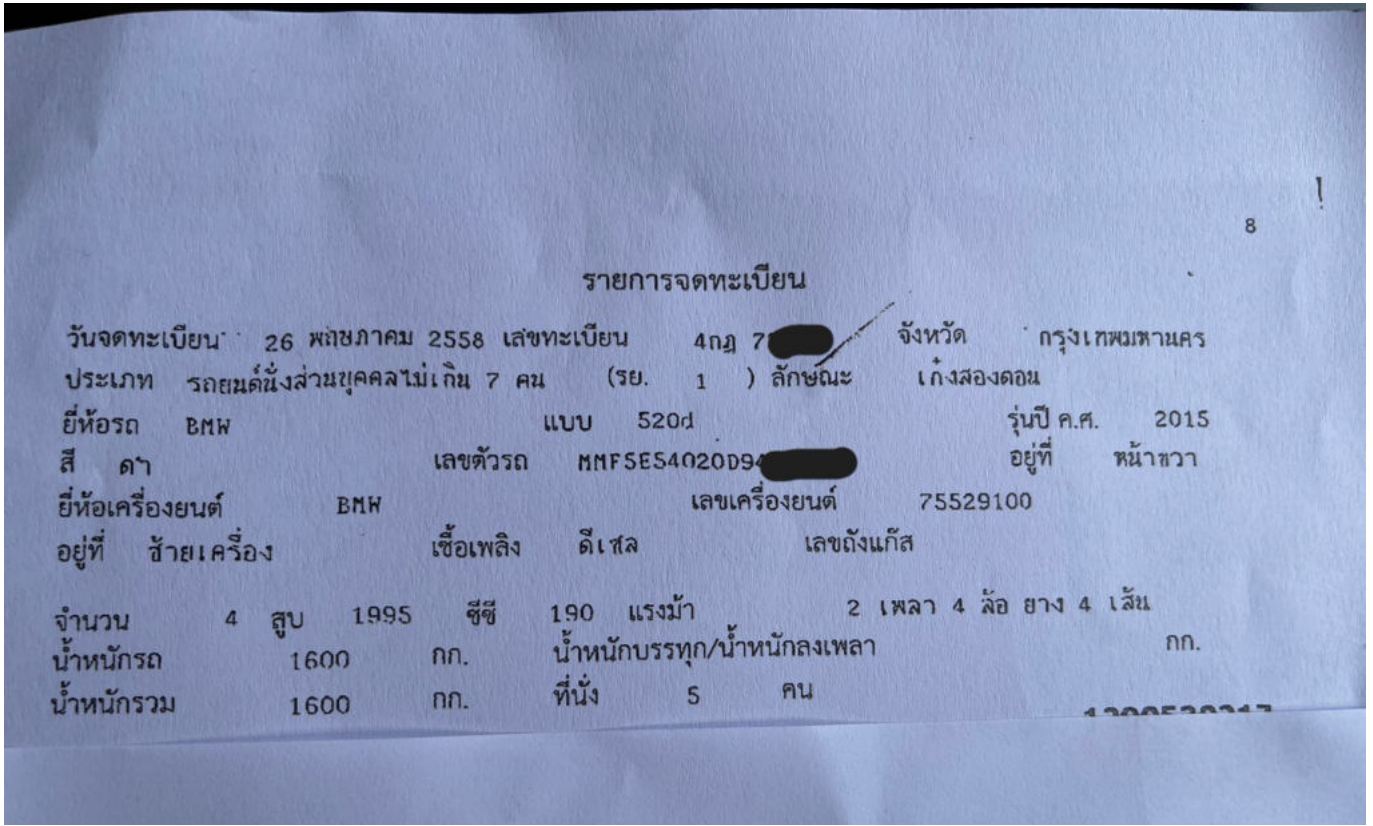 8
รายการจดทะเบียน
วันจดทะเบียน 26 พฤษภาคม 2558 เลขทะเบียน 4กฎ 7 จังหวัด กรุงเทพมหานคร
ประเภท รถยนต์นั่งส่วนบุคคลไม่เกิน 7 คน (รย. 1 ) ลักษณะ เก๋งสองตอน
ยี่ห้อรถ BMW แบบ 520d รุ่นปี ค.ศ. 2015
สี ดำ เลขตัวรถ MMF5E54020D94 อยู่ที่ หน้าขวา
ยี่ห้อเครื่องยนต์ BMW เลขเครื่องยนต์ 75529100
อยู่ที่ ซ้ายเครื่อง เชื้อเพลิง ดีเซล เลขถังแก๊ส
จำนวน 4 สูบ 1995 ซีซี 190 แรงม้า 2 เพลา 4 ล้อ ยาง 4 เส้น
น้ำหนักรถ 1600 กก. น้ำหนักบรรทุก/น้ำหนักลงเพลา กก.
น้ำหนักรวม 1600 กก. ที่นั่ง 5 คน